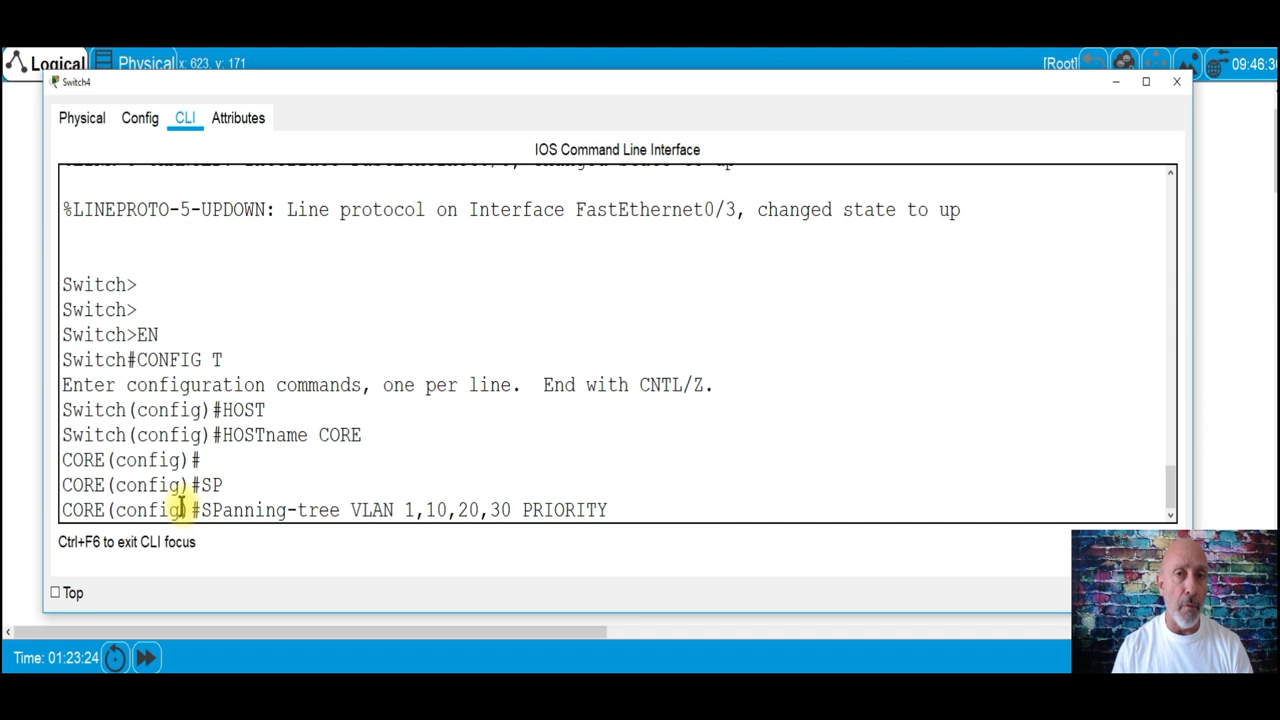 Logical Physical x: 623, y: 171 [Root] 09:46:30
Switch4
Physical Config CLI Attributes
IOS Command Line Interface
%LINEPROTO-5-UPDOWN: Line protocol on Interface FastEthernet0/3, changed state to up
Switch>
Switch>
Switch>EN
Switch#CONFIG T
Enter configuration commands, one per line.  End with CNTL/Z.
Switch(config)#HOST
Switch(config)#HOSTname CORE
CORE(config)#
CORE(config)#SP
CORE(config)#SPanning-tree VLAN 1,10,20,30 PRIORITY
Ctrl+F6 to exit CLI focus
Top
Time: 01:23:24